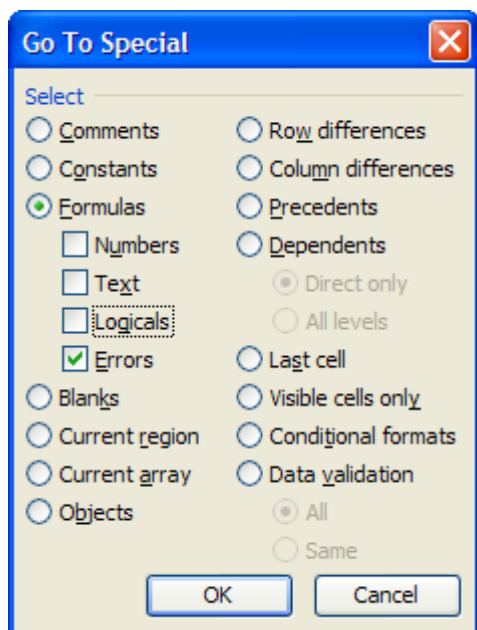 Go To Special
Select
Comments
Constants
Formulas
Numbers
Text
Logicals
Errors
Blanks
Current region
Current array
Objects
Row differences
Column differences
Precedents
Dependents
Direct only
All levels
Last cell
Visible cells only
Conditional formats
Data validation
All
Same
OK
Cancel